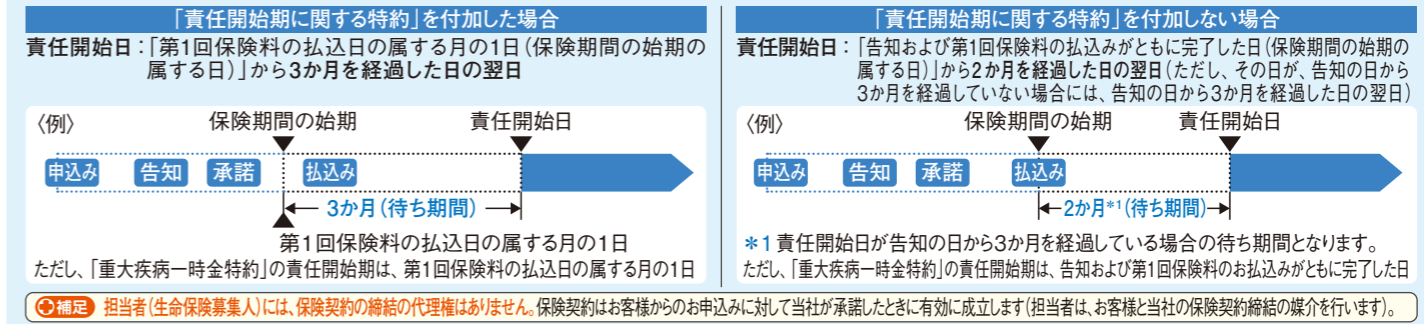 「責任開始期に関する特約」を付加した場合
責任開始日：「第1回保険料の払込日の属する月の1日（保険期間の始期の
属する日）」から3か月を経過した日の翌日
〈例〉
保険期間の始期
責任開始日
申込み
告知
承諾
払込み
3か月（待ち期間）
第1回保険料の払込日の属する月の1日
ただし、「重大疾病一時金特約」の責任開始期は、第1回保険料の払込日の属する月の1日
「責任開始期に関する特約」を付加しない場合
責任開始日：「告知および第1回保険料の払込みがともに完了した日（保険期間の始期の
属する日）」から2か月を経過した日の翌日（ただし、その日が、告知の日から
3か月を経過していない場合には、告知の日から3か月を経過した日の翌日）
〈例〉
保険期間の始期
責任開始日
申込み
告知
承諾
払込み
2か月*1（待ち期間）
*1 責任開始日が告知の日から3か月を経過している場合の待ち期間となります。
ただし、「重大疾病一時金特約」の責任開始期は、告知および第1回保険料のお払込みがともに完了した日
補足 担当者（生命保険募集人）には、保険契約の締結の代理権はありません。保険契約はお客様からのお申込みに対して当社が承諾したときに有効に成立します（担当者は、お客様と当社の保険契約締結の媒介を行います）。